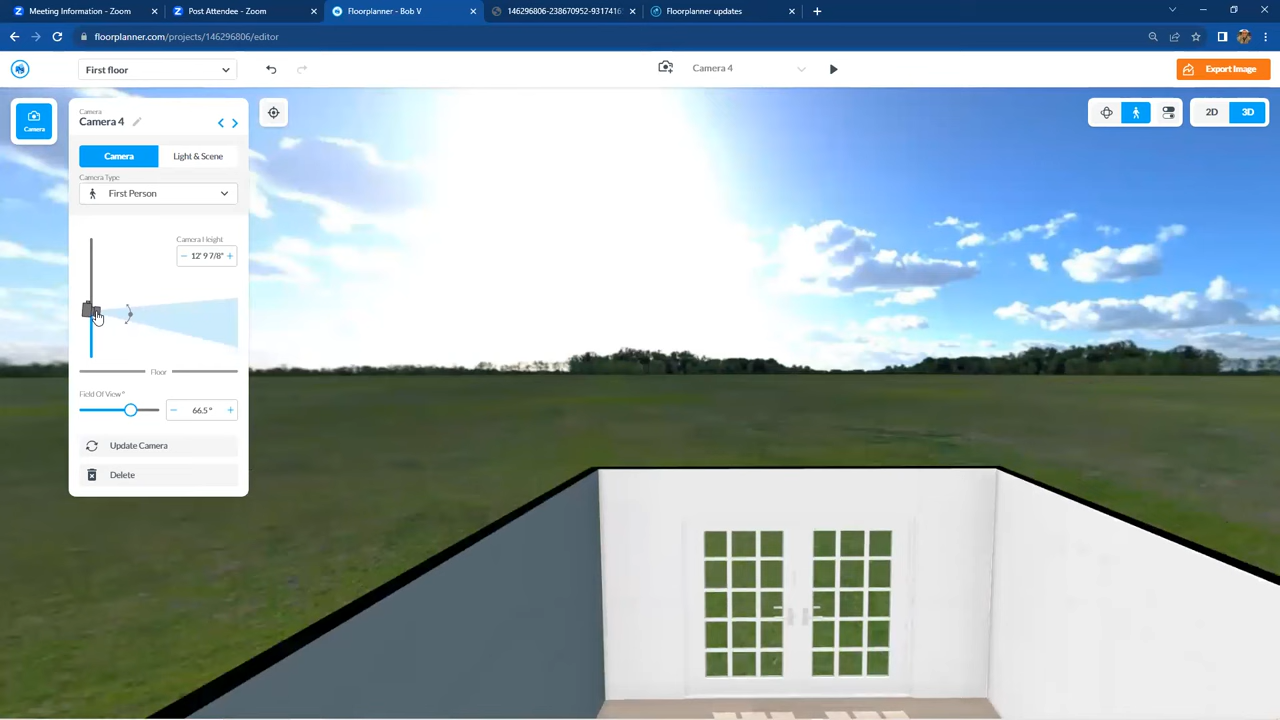 Meeting Information - Zoom
Post Attendee - Zoom
Floorplanner - Bob V
146296806-238670952-9317416
Floorplanner updates
floorplanner.com/projects/146296806/editor
First floor
Camera 4
Export Image
Camera
Camera
Camera 4
2D
3D
Camera
Light & Scene
Camera Type
First Person
Camera Height
12' 9 7/8"
Floor
Field Of View°
66.5 °
Update Camera
Delete